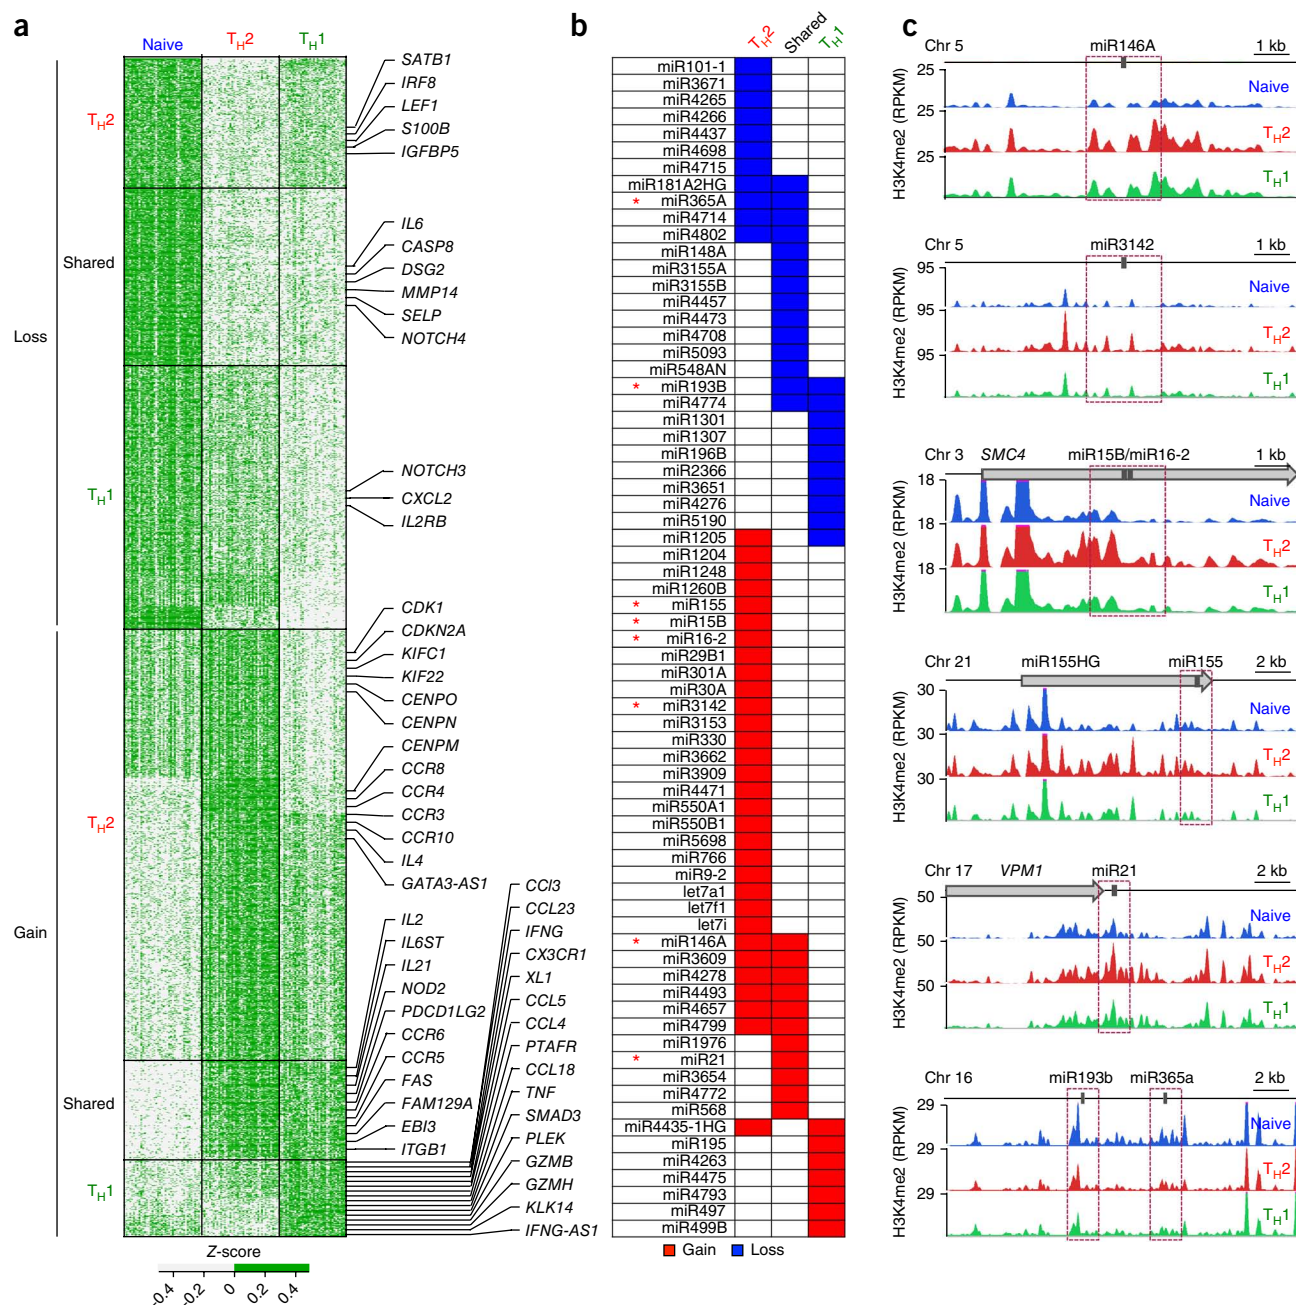 a
Naive
TH2
TH1
Loss
TH2
Shared
TH1
Gain
TH2
Shared
TH1
SATB1
IRF8
LEF1
S100B
IGFBP5
IL6
CASP8
DSG2
MMP14
SELP
NOTCH4
NOTCH3
CXCL2
IL2RB
CDK1
CDKN2A
KIFC1
KIF22
CENPO
CENPN
CENPM
CCR8
CCR4
CCR3
CCR10
IL4
GATA3-AS1
IL2
IL6ST
IL21
NOD2
PDCD1LG2
CCR6
CCR5
FAS
FAM129A
EBI3
ITGB1
CCl3
CCL23
IFNG
CX3CR1
XL1
CCL5
CCL4
PTAFR
CCL18
TNF
SMAD3
PLEK
GZMB
GZMH
KLK14
IFNG-AS1
Z-score
-0.4 -0.2 0 0.2 0.4
b
TH2 Shared TH1
miR101-1
miR3671
miR4265
miR4266
miR4437
miR4698
miR4715
miR181A2HG
* miR365A
miR4714
miR4802
miR148A
miR3155A
miR3155B
miR4457
miR4473
miR4708
miR5093
miR548AN
* miR193B
miR4774
miR1301
miR1307
miR196B
miR2366
miR3651
miR4276
miR5190
miR1205
miR1204
miR1248
miR1260B
* miR155
* miR15B
* miR16-2
miR29B1
miR301A
miR30A
* miR3142
miR3153
miR330
miR3662
miR3909
miR4471
miR550A1
miR550B1
miR5698
miR766
miR9-2
let7a1
let7f1
let7i
* miR146A
miR3609
miR4278
miR4493
miR4657
miR4799
miR1976
* miR21
miR3654
miR4772
miR568
miR4435-1HG
miR195
miR4263
miR4475
miR4793
miR497
miR499B
Gain Loss
c
Chr 5 miR146A 1 kb
H3K4me2 (RPKM)
25 Naive
25 TH2
25 TH1
Chr 5 miR3142 1 kb
H3K4me2 (RPKM)
95 Naive
95 TH2
95 TH1
Chr 3 SMC4 miR15B/miR16-2 1 kb
H3K4me2 (RPKM)
18 Naive
18 TH2
18 TH1
Chr 21 miR155HG miR155 2 kb
H3K4me2 (RPKM)
30 Naive
30 TH2
30 TH1
Chr 17 VPM1 miR21 2 kb
H3K4me2 (RPKM)
50 Naive
50 TH2
50 TH1
Chr 16 miR193b miR365a 2 kb
H3K4me2 (RPKM)
29 Naive
29 TH2
29 TH1